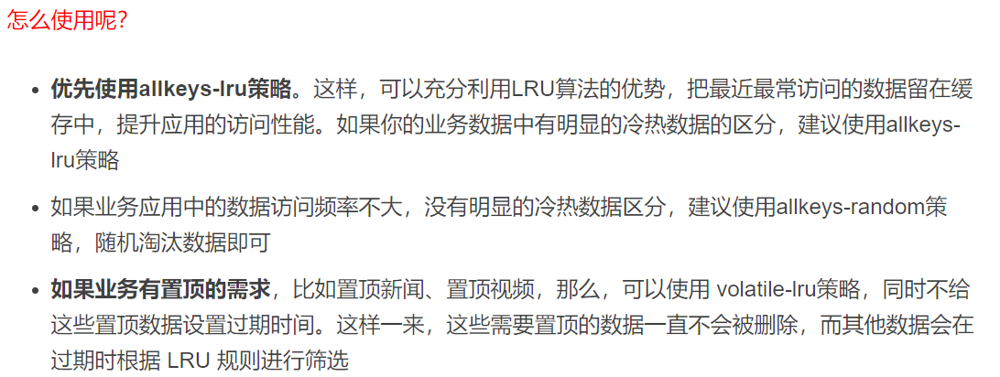 怎么使用呢？
优先使用allkeys-lru策略。这样，可以充分利用LRU算法的优势，把最近最常访问的数据留在缓
存中，提升应用的访问性能。如果你的业务数据中有明显的冷热数据的区分，建议使用allkeys-
lru策略
如果业务应用中的数据访问频率不大，没有明显的冷热数据区分，建议使用allkeys-random策
略，随机淘汰数据即可
如果业务有置顶的需求，比如置顶新闻、置顶视频，那么，可以使用 volatile-lru策略，同时不给
这些置顶数据设置过期时间。这样一来，这些需要置顶的数据一直不会被删除，而其他数据会在
过期时根据 LRU 规则进行筛选